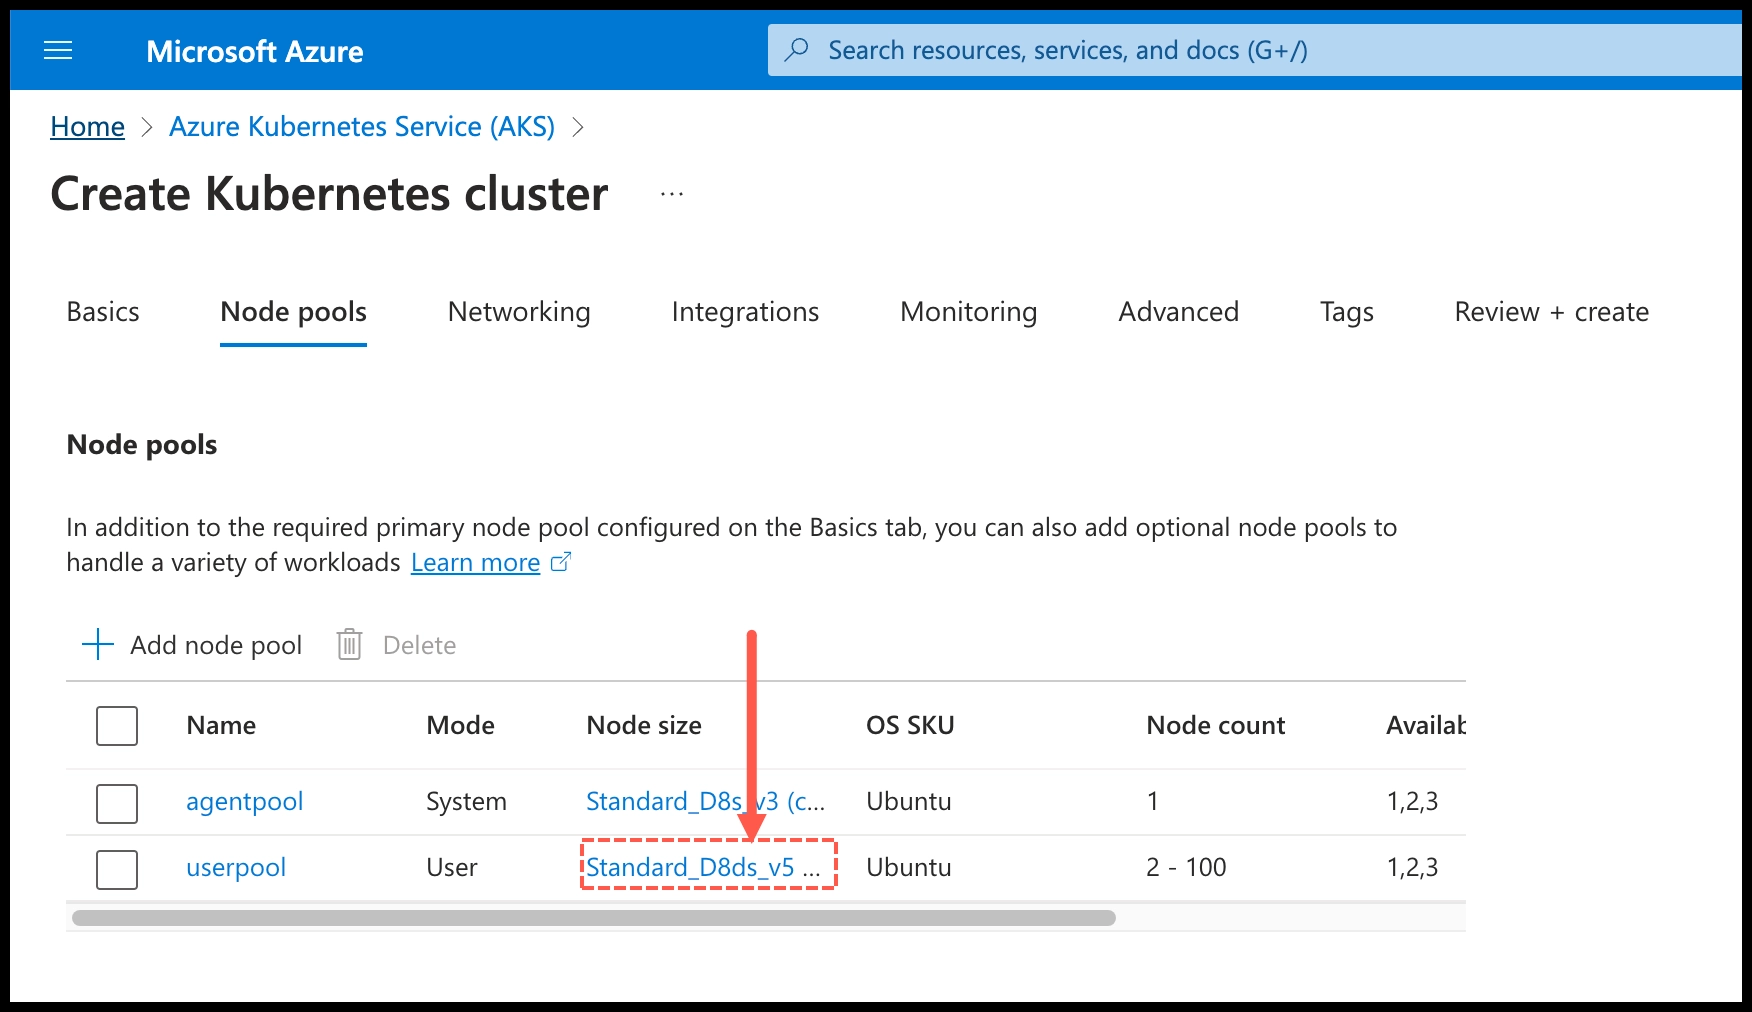 Microsoft Azure
Search resources, services, and docs (G+/)
Home > Azure Kubernetes Service (AKS) >
Create Kubernetes cluster ...
Basics Node pools Networking Integrations Monitoring Advanced Tags Review + create
Node pools
In addition to the required primary node pool configured on the Basics tab, you can also add optional node pools to
handle a variety of workloads Learn more
Add node pool Delete
Name Mode Node size OS SKU Node count Availab
agentpool System Standard_D8s_v3 (c... Ubuntu 1 1,2,3
userpool User Standard_D8ds_v5 ... Ubuntu 2 - 100 1,2,3